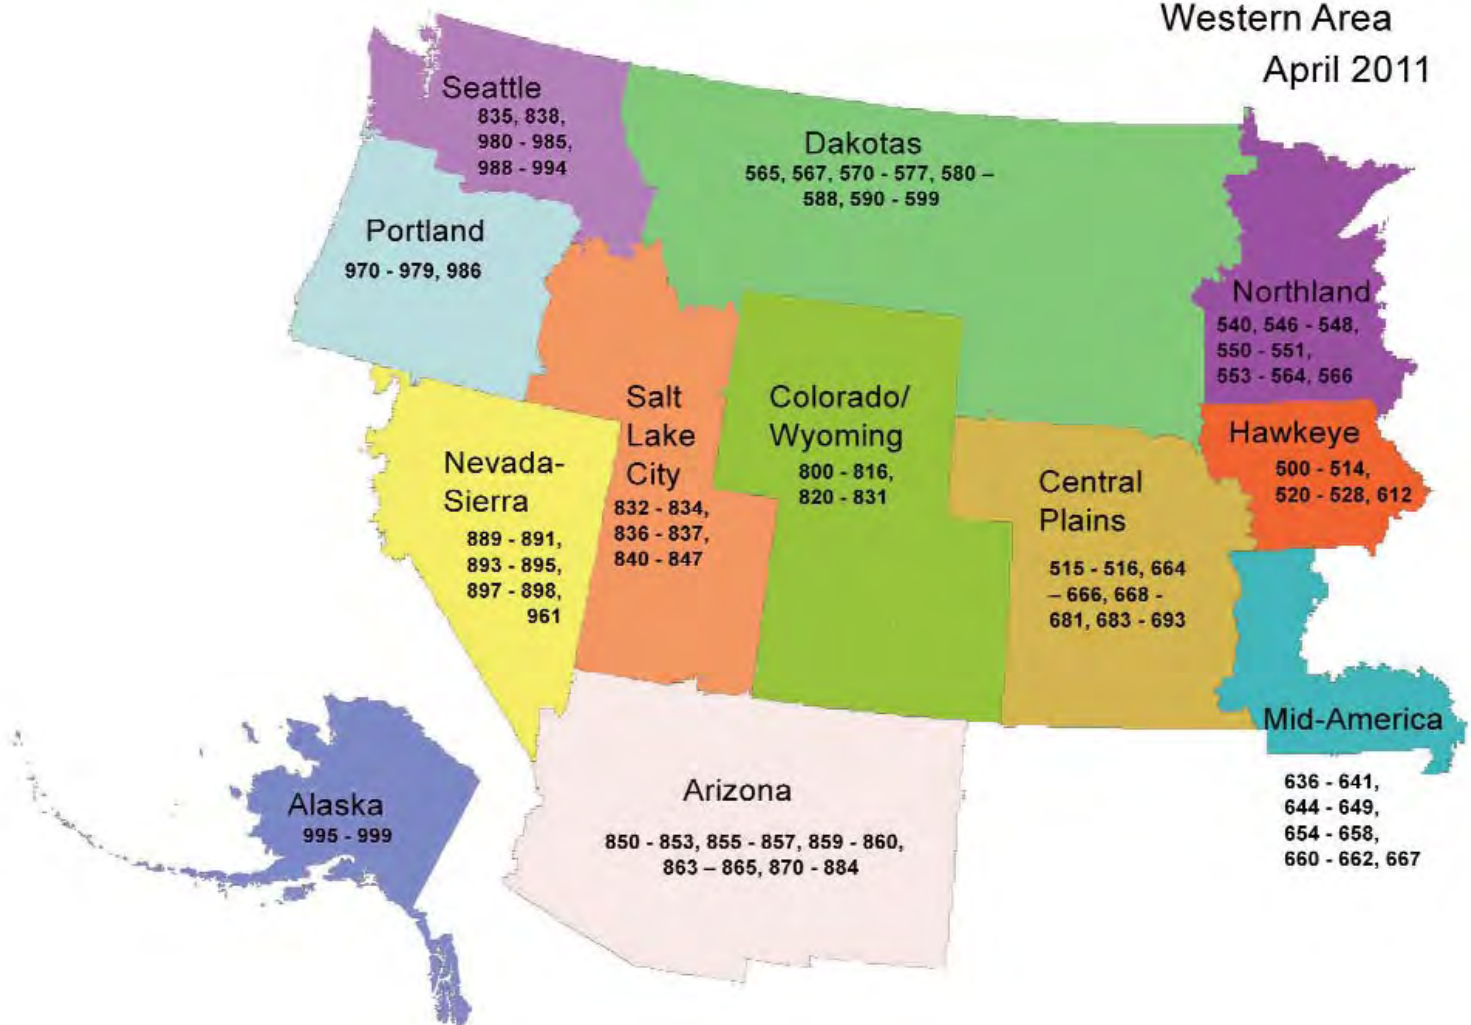 Western Area
April 2011
Seattle
835, 838,
980 - 985,
988 - 994
Dakotas
565, 567, 570 - 577, 580 –
588, 590 - 599
Portland
970 - 979, 986
Northland
540, 546 - 548,
550 - 551,
553 - 564, 566
Salt
Lake
City
832 - 834,
836 - 837,
840 - 847
Colorado/
Wyoming
800 - 816,
820 - 831
Hawkeye
500 - 514,
520 - 528, 612
Nevada-
Sierra
889 - 891,
893 - 895,
897 - 898,
961
Central
Plains
515 - 516, 664
– 666, 668 -
681, 683 - 693
Mid-America
636 - 641,
644 - 649,
654 - 658,
660 - 662, 667
Alaska
995 - 999
Arizona
850 - 853, 855 - 857, 859 - 860,
863 – 865, 870 - 884